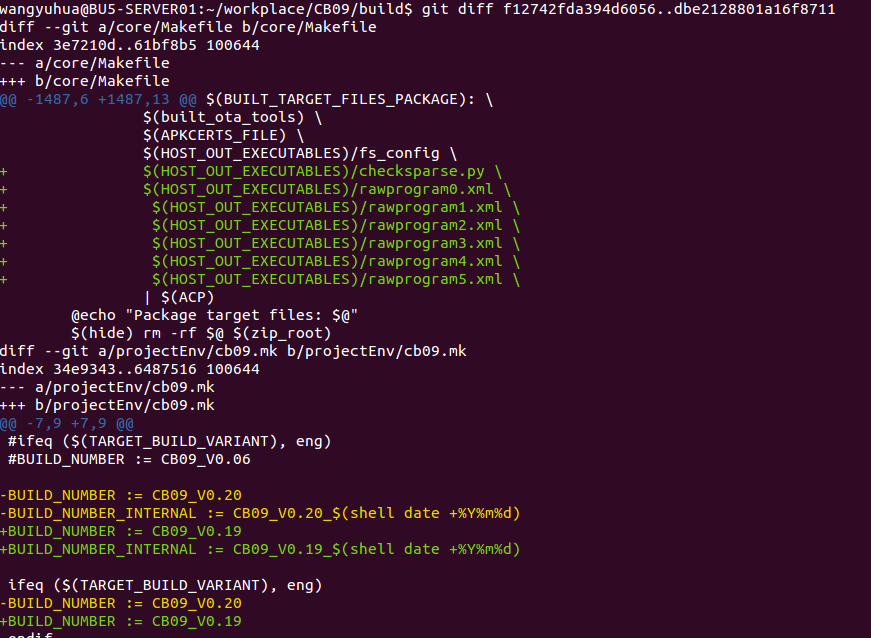 wangyuhua@BU5-SERVER01:~/workplace/CB09/build$ git diff f12742fda394d6056..dbe2128801a16f8711
diff --git a/core/Makefile b/core/Makefile
index 3e7210d..61bf8b5 100644
--- a/core/Makefile
+++ b/core/Makefile
@@ -1487,6 +1487,13 @@ $(BUILT_TARGET_FILES_PACKAGE): \
                $(built_ota_tools) \
                $(APKCERTS_FILE) \
                $(HOST_OUT_EXECUTABLES)/fs_config \
+               $(HOST_OUT_EXECUTABLES)/checksparse.py \
+               $(HOST_OUT_EXECUTABLES)/rawprogram0.xml \
+                $(HOST_OUT_EXECUTABLES)/rawprogram1.xml \
+                $(HOST_OUT_EXECUTABLES)/rawprogram2.xml \
+                $(HOST_OUT_EXECUTABLES)/rawprogram3.xml \
+                $(HOST_OUT_EXECUTABLES)/rawprogram4.xml \
+                $(HOST_OUT_EXECUTABLES)/rawprogram5.xml \
                | $(ACP)
        @echo "Package target files: $@"
        $(hide) rm -rf $@ $(zip_root)
diff --git a/projectEnv/cb09.mk b/projectEnv/cb09.mk
index 34e9343..6487516 100644
--- a/projectEnv/cb09.mk
+++ b/projectEnv/cb09.mk
@@ -7,9 +7,9 @@
 #ifeq ($(TARGET_BUILD_VARIANT), eng)
 #BUILD_NUMBER := CB09_V0.06
-BUILD_NUMBER := CB09_V0.20
-BUILD_NUMBER_INTERNAL := CB09_V0.20_$(shell date +%Y%m%d)
+BUILD_NUMBER := CB09_V0.19
+BUILD_NUMBER_INTERNAL := CB09_V0.19_$(shell date +%Y%m%d)
 ifeq ($(TARGET_BUILD_VARIANT), eng)
-BUILD_NUMBER := CB09_V0.20
+BUILD_NUMBER := CB09_V0.19
 endif